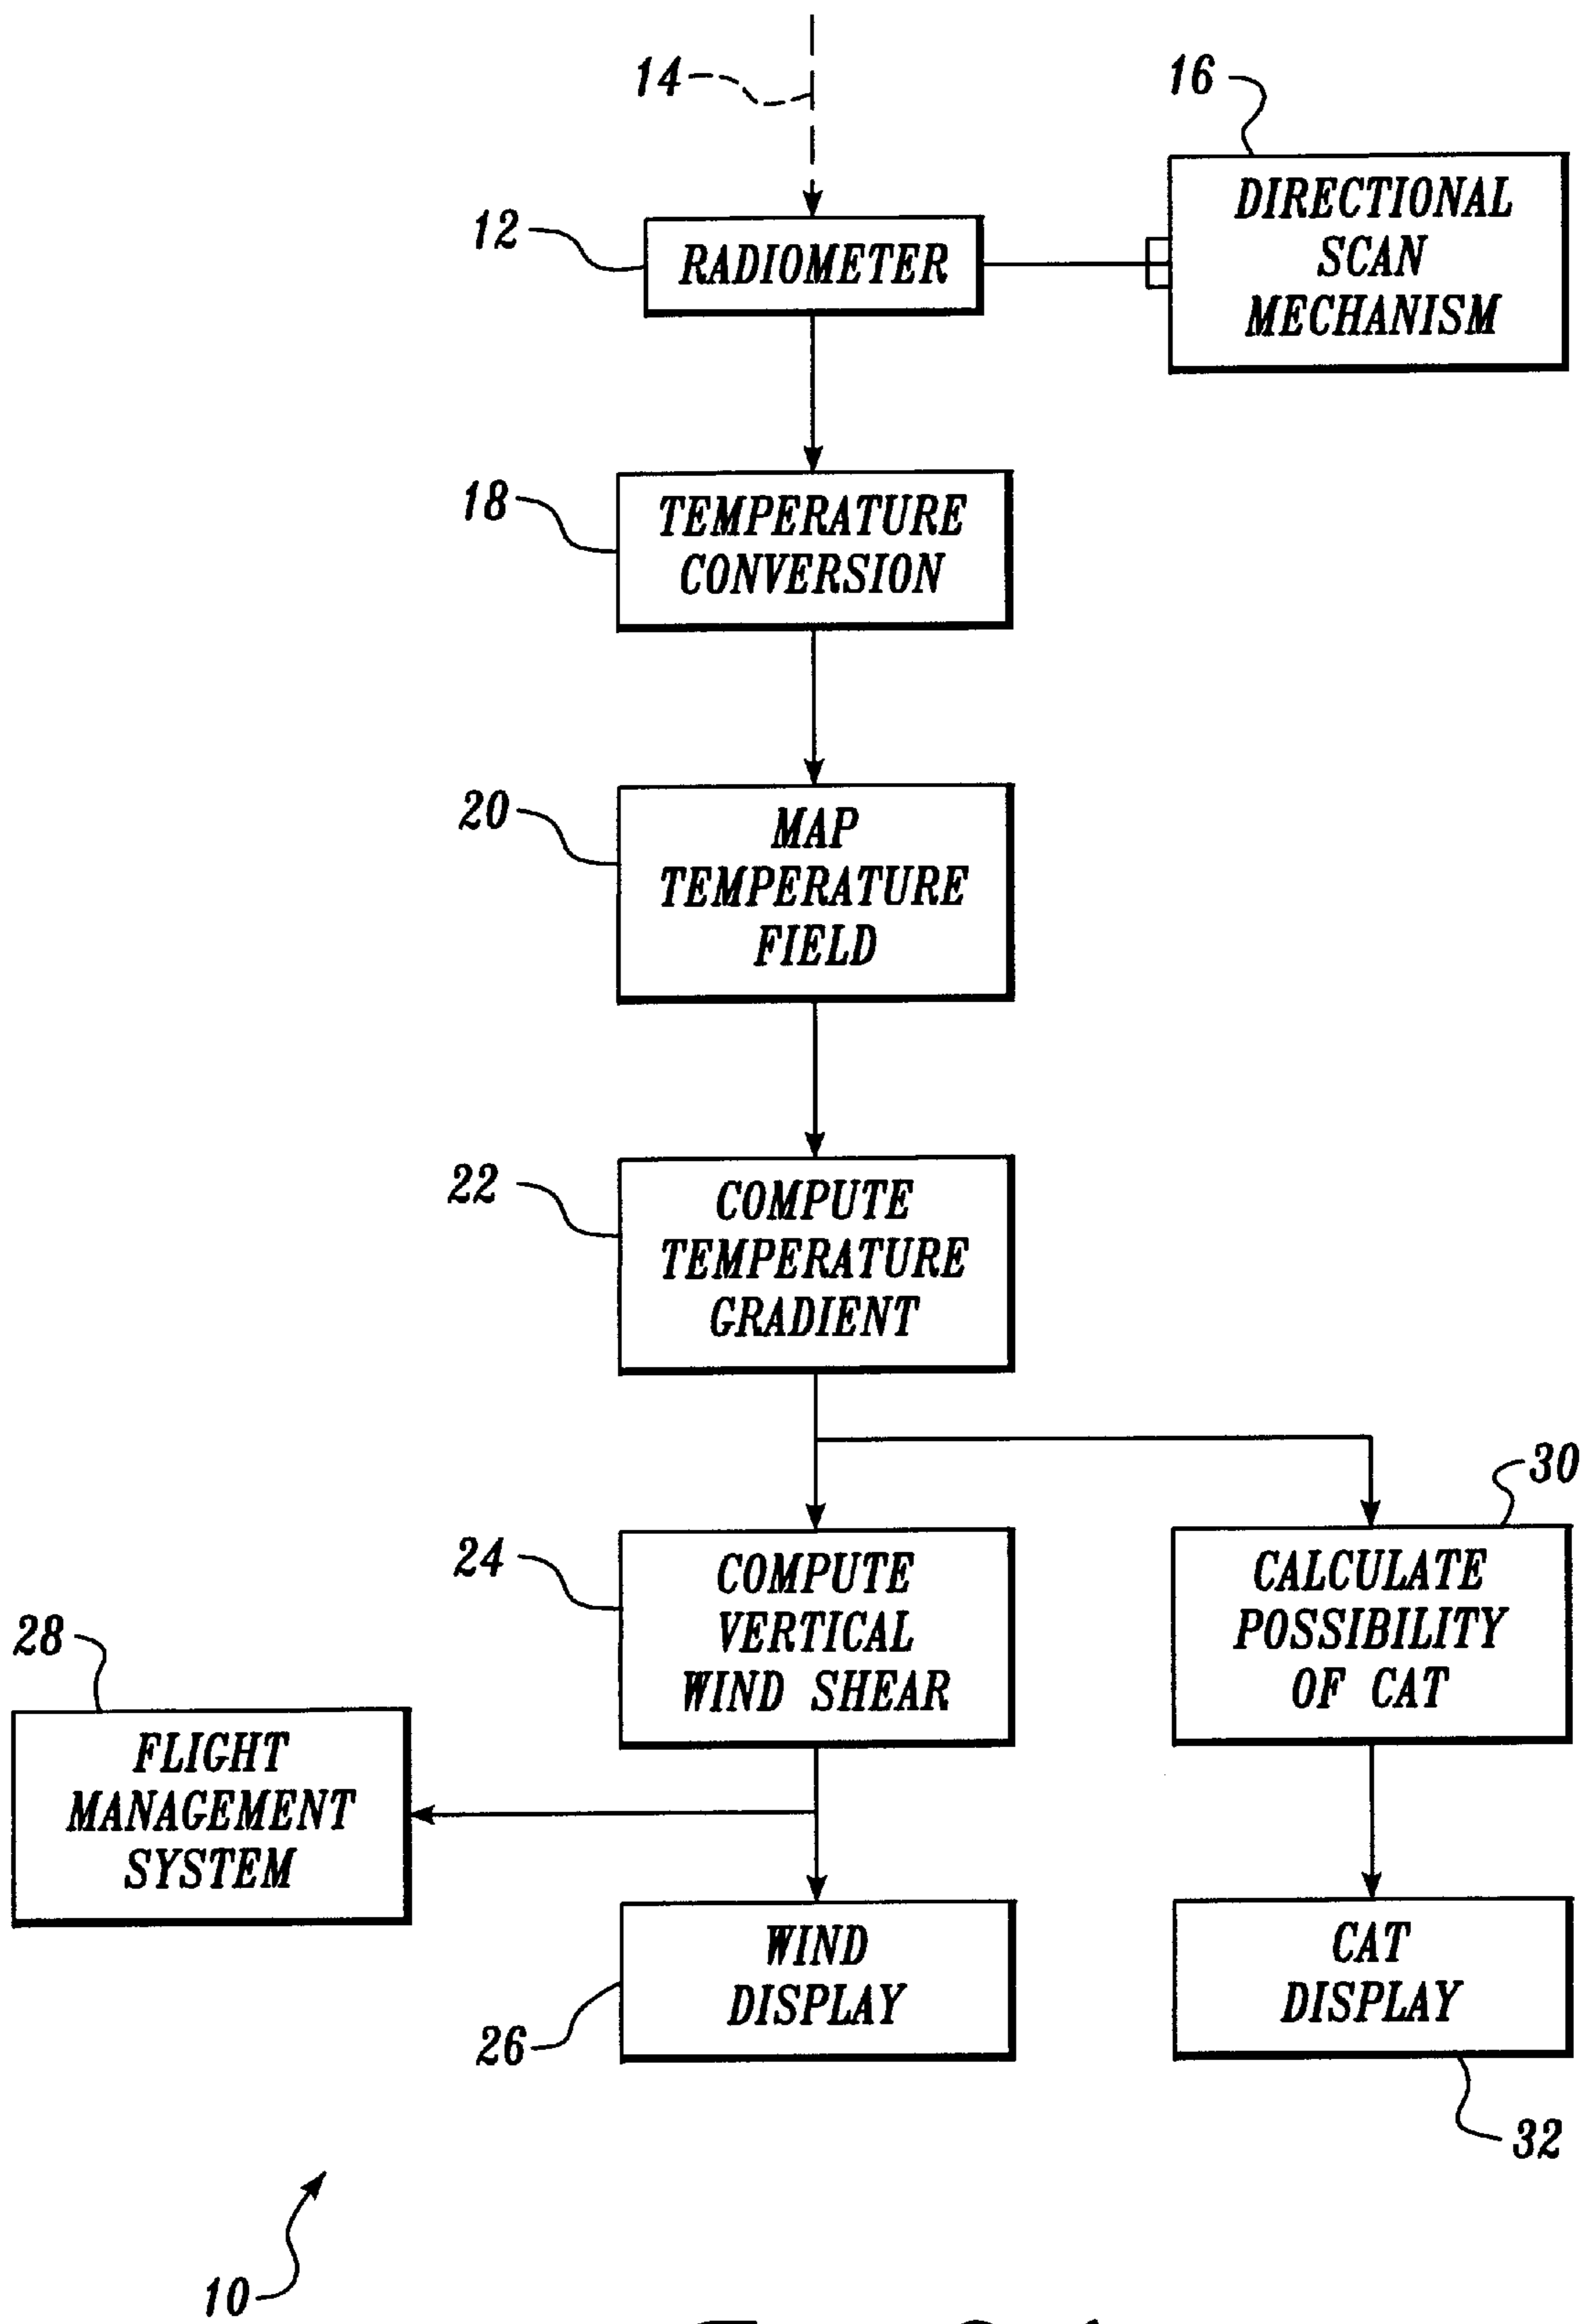 14
16
12
RADIOMETER
DIRECTIONAL
SCAN
MECHANISM
18
TEMPERATURE
CONVERSION
20
MAP
TEMPERATURE
FIELD
22
COMPUTE
TEMPERATURE
GRADIENT
30
24
COMPUTE
VERTICAL
WIND SHEAR
CALCULATE
POSSIBILITY
OF CAT
28
FLIGHT
MANAGEMENT
SYSTEM
WIND
DISPLAY
26
CAT
DISPLAY
32
10